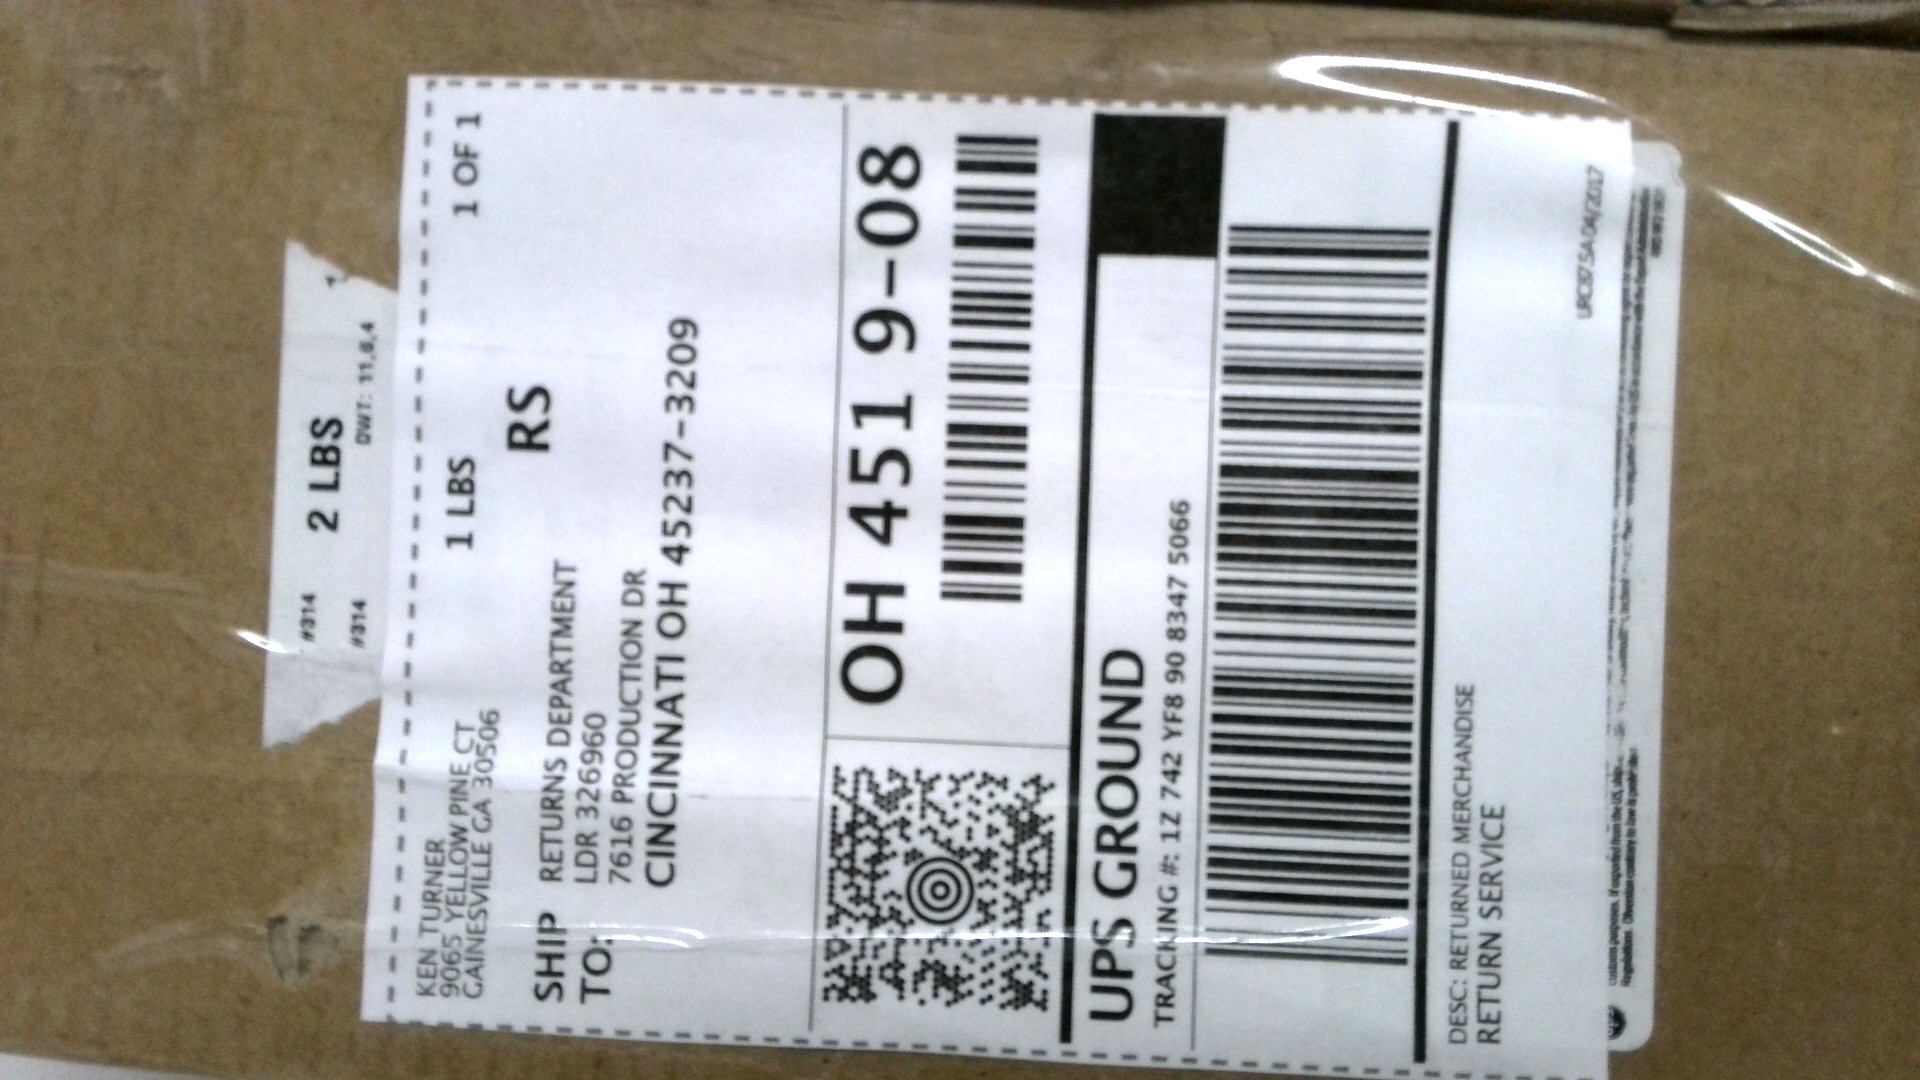 #314 2 LBS
#314 DWT: 11,6,4
KEN TURNER
9065 YELLOW PINE CT
GAINESVILLE GA 30506
1 LBS 1 OF 1
RS
SHIP TO:
RETURNS DEPARTMENT
LDR 326960
7616 PRODUCTION DR
CINCINNATI OH 45237-3209
OH 451 9-08
UPS GROUND
TRACKING #: 1Z 742 YF8 90 8347 5066
DESC: RETURNED MERCHANDISE
RETURN SERVICE